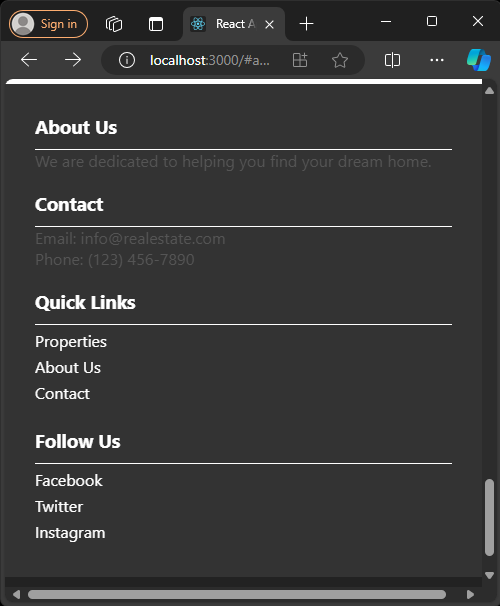 Sign in
React A
localhost:3000/#a...
About Us
We are dedicated to helping you find your dream home.
Contact
Email: info@realestate.com
Phone: (123) 456-7890
Quick Links
Properties
About Us
Contact
Follow Us
Facebook
Twitter
Instagram